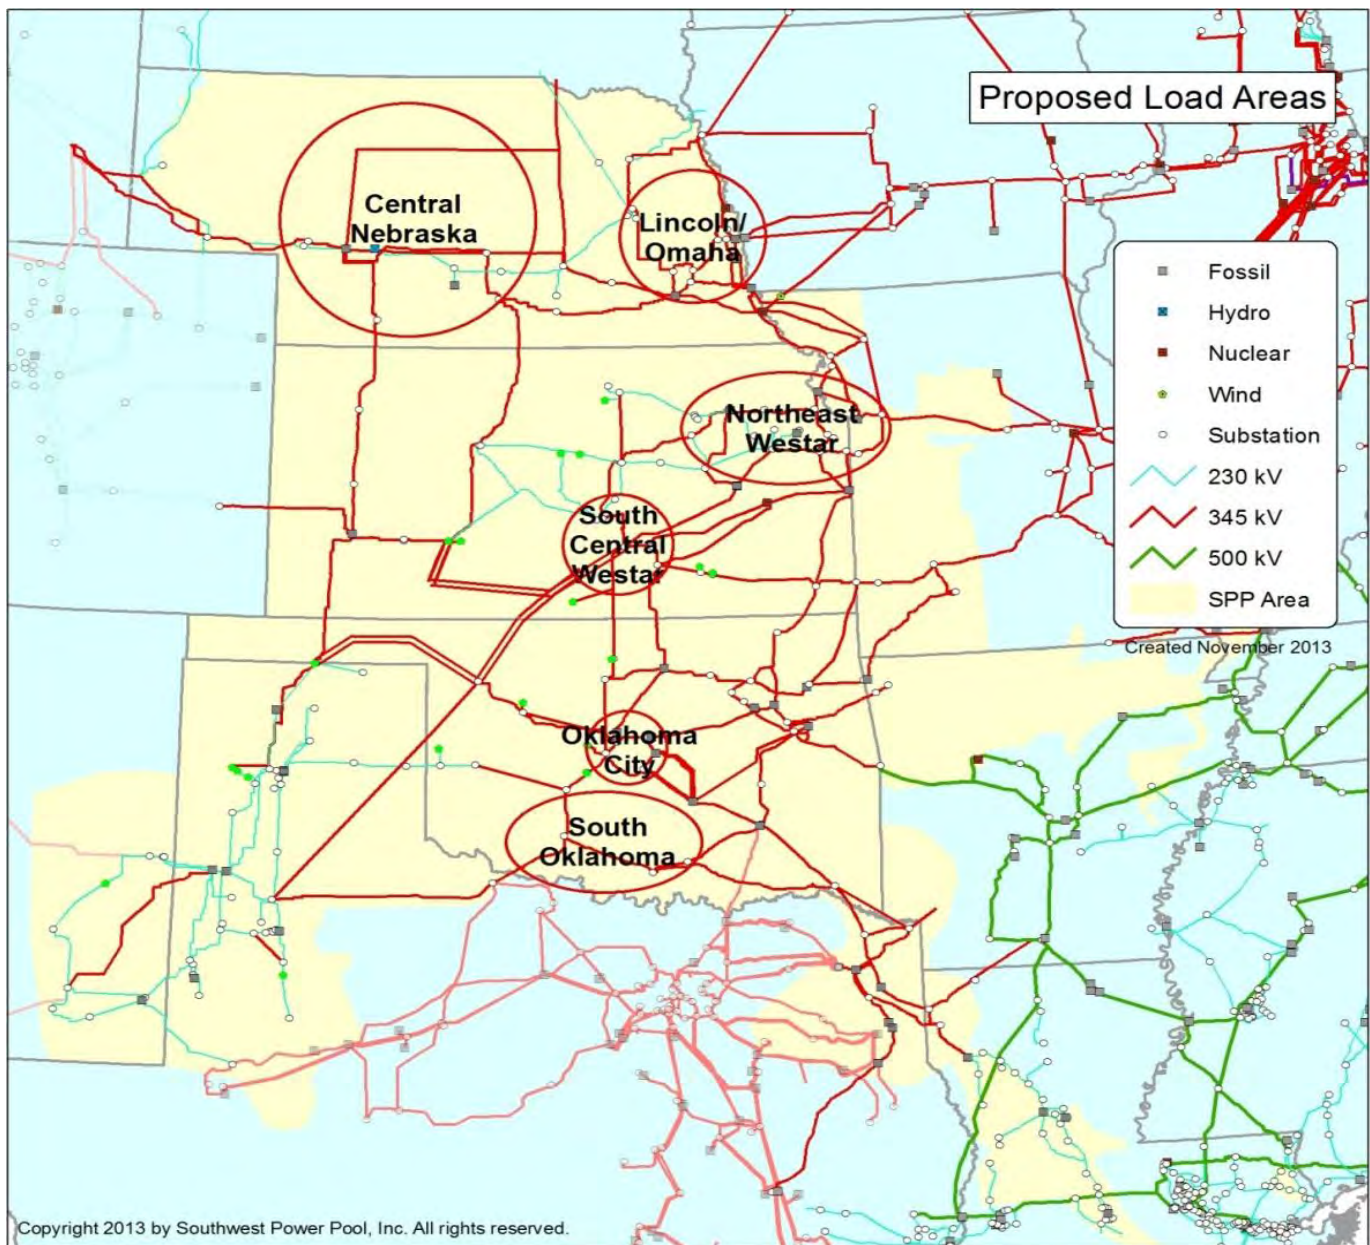 Proposed Load Areas
Central
Nebraska
Lincoln/
Omaha
Fossil
Hydro
Nuclear
Wind
Substation
230 kV
345 kV
500 kV
SPP Area
Created November 2013
Northeast
Westar
South
Central
Westar
Oklahoma
City
South
Oklahoma
Copyright 2013 by Southwest Power Pool, Inc. All rights reserved.